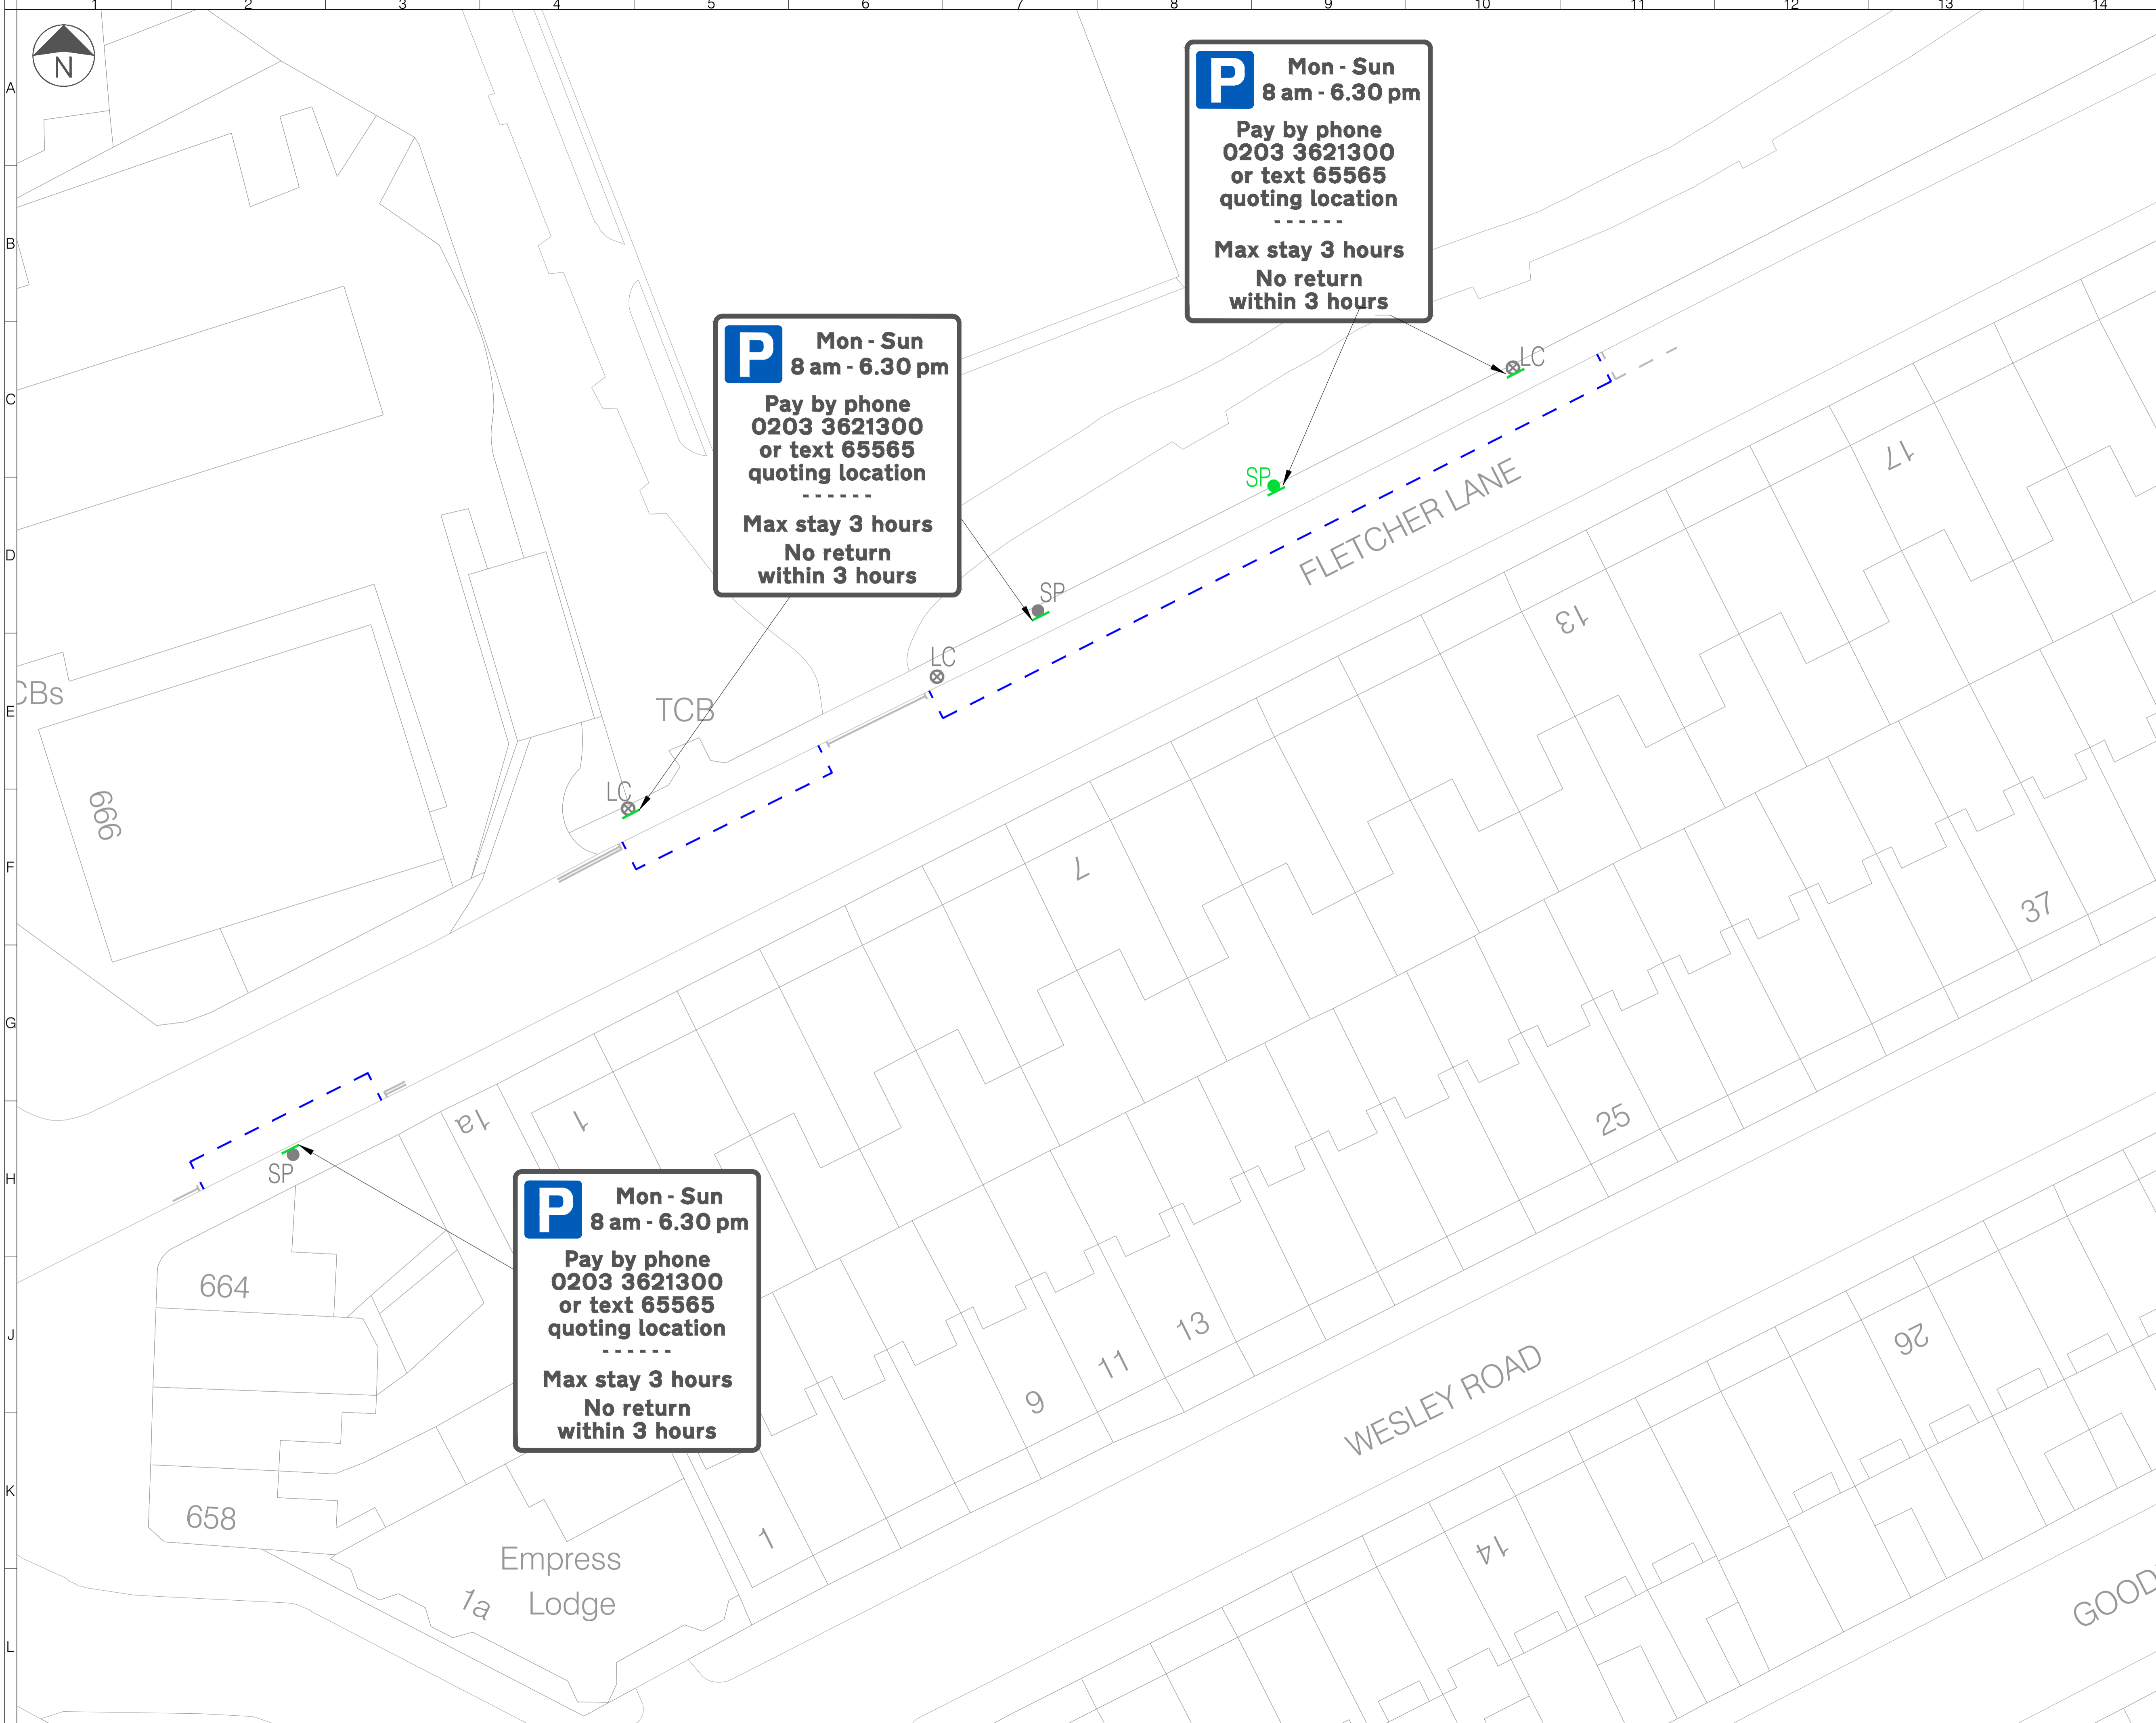 1 2 3 4 5 6 7 8 9 10 11 12 13 14
A
B
C
D
E
F
G
H
J
K
L
N
P Mon - Sun
8 am - 6.30 pm
Pay by phone
0203 3621300
or text 65565
quoting location
Max stay 3 hours
No return
within 3 hours
P Mon - Sun
8 am - 6.30 pm
Pay by phone
0203 3621300
or text 65565
quoting location
Max stay 3 hours
No return
within 3 hours
LC
SP
FLETCHER LANE
17
SP
13
LC
TCB
CBs
LC
666
7
37
1a
1
25
SP
P Mon - Sun
8 am - 6.30 pm
Pay by phone
0203 3621300
or text 65565
quoting location
Max stay 3 hours
No return
within 3 hours
664
13
11
9
WESLEY ROAD
26
658
1
14
Empress
Lodge
1a
GOOD